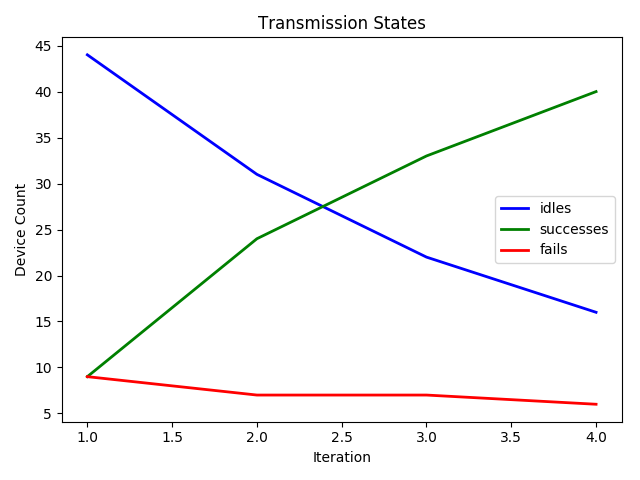 Transmission States
Device Count
45
40
35
30
25
20
15
10
5
idles
successes
fails
1.0 1.5 2.0 2.5 3.0 3.5 4.0
Iteration